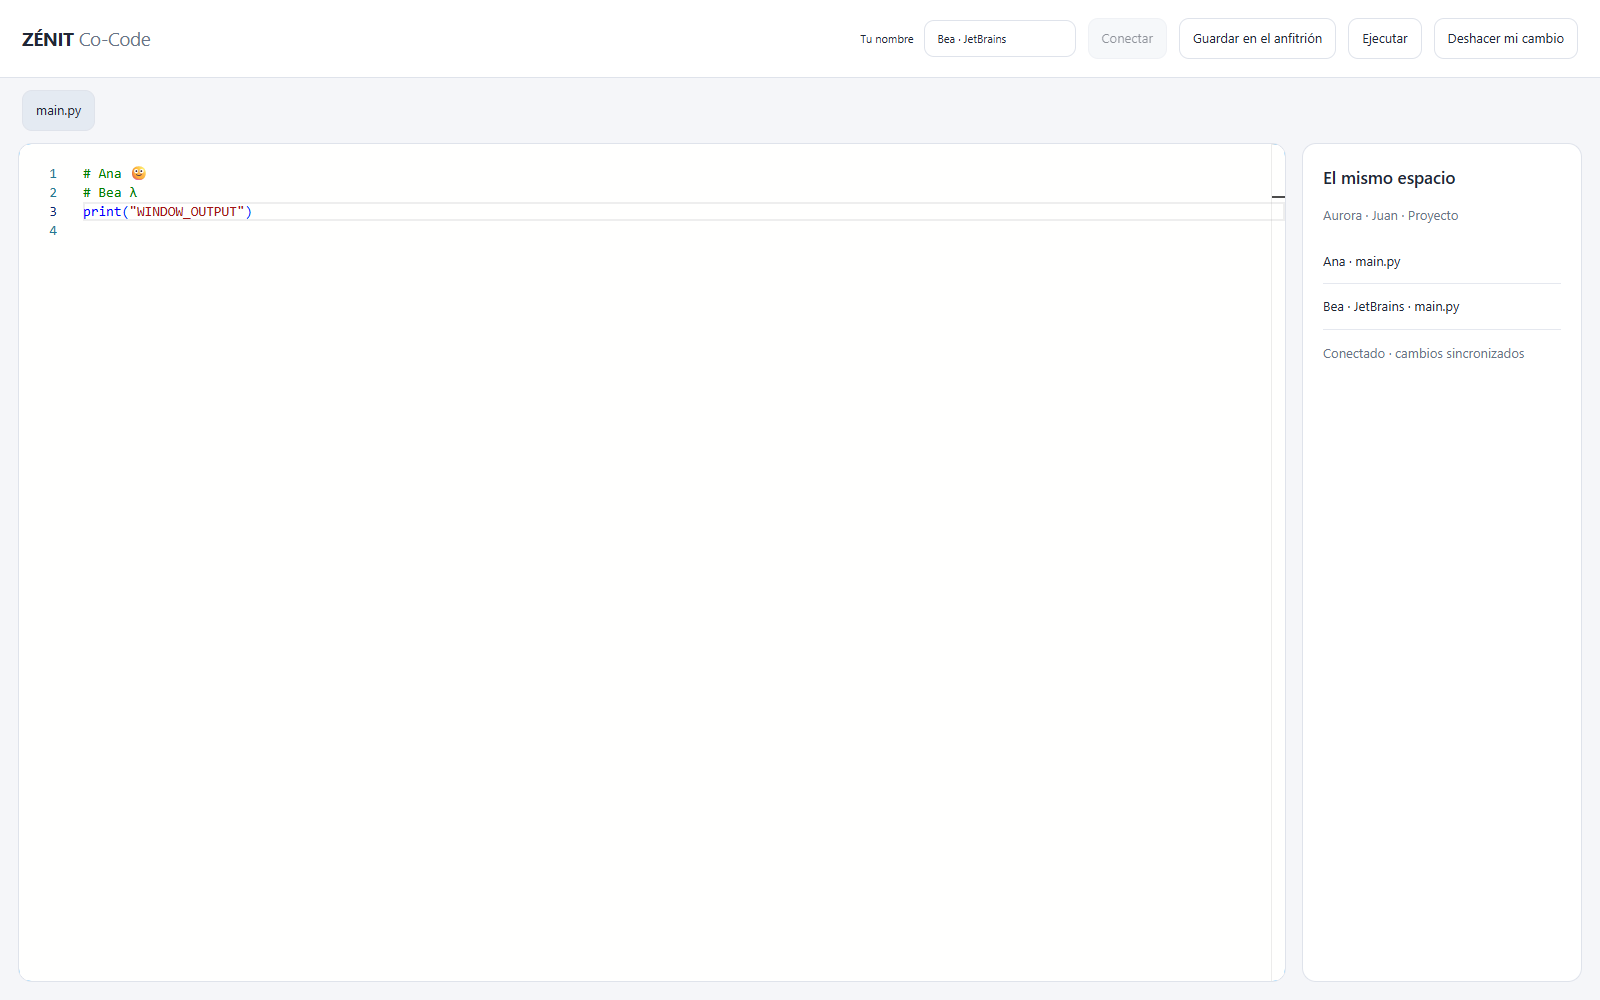 ZÉNIT Co-Code
Tu nombre
Bea · JetBrains
Conectar
Guardar en el anfitrión
Ejecutar
Deshacer mi cambio
main.py
1 # Ana 😀
2 # Bea λ
3 print("WINDOW_OUTPUT")
4
El mismo espacio
Aurora · Juan · Proyecto
Ana · main.py
Bea · JetBrains · main.py
Conectado · cambios sincronizados